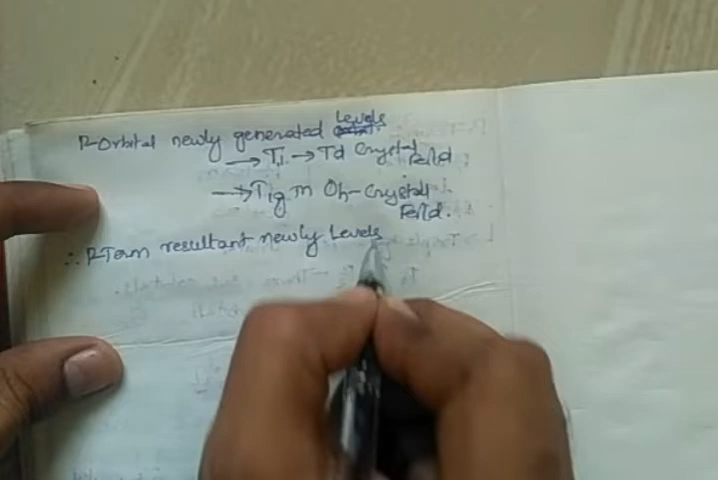 P-Orbital newly generated Levels
→ T1 → Td Crystal Field
→ T1g in Oh-Crystal Field.
∴ P-Term resultant newly Levels